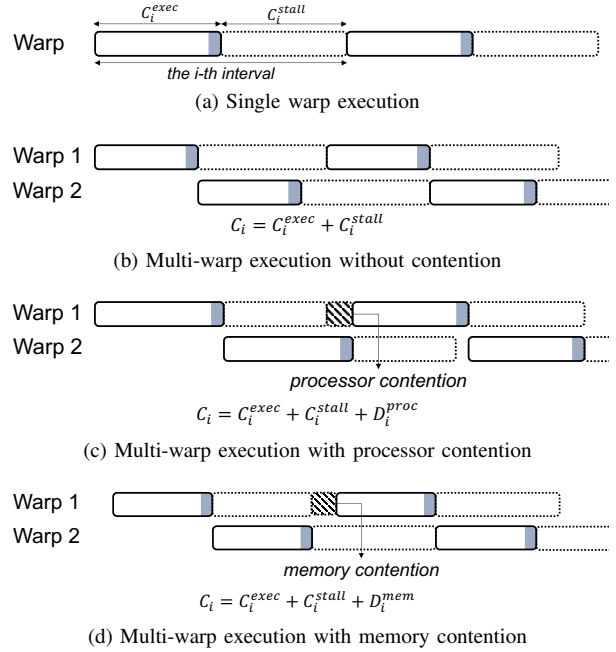 C_i^{exec} C_i^{stall}
Warp
the i-th interval
(a) Single warp execution
Warp 1
Warp 2
C_i = C_i^{exec} + C_i^{stall}
(b) Multi-warp execution without contention
Warp 1
Warp 2
processor contention
C_i = C_i^{exec} + C_i^{stall} + D_i^{proc}
(c) Multi-warp execution with processor contention
Warp 1
Warp 2
memory contention
C_i = C_i^{exec} + C_i^{stall} + D_i^{mem}
(d) Multi-warp execution with memory contention